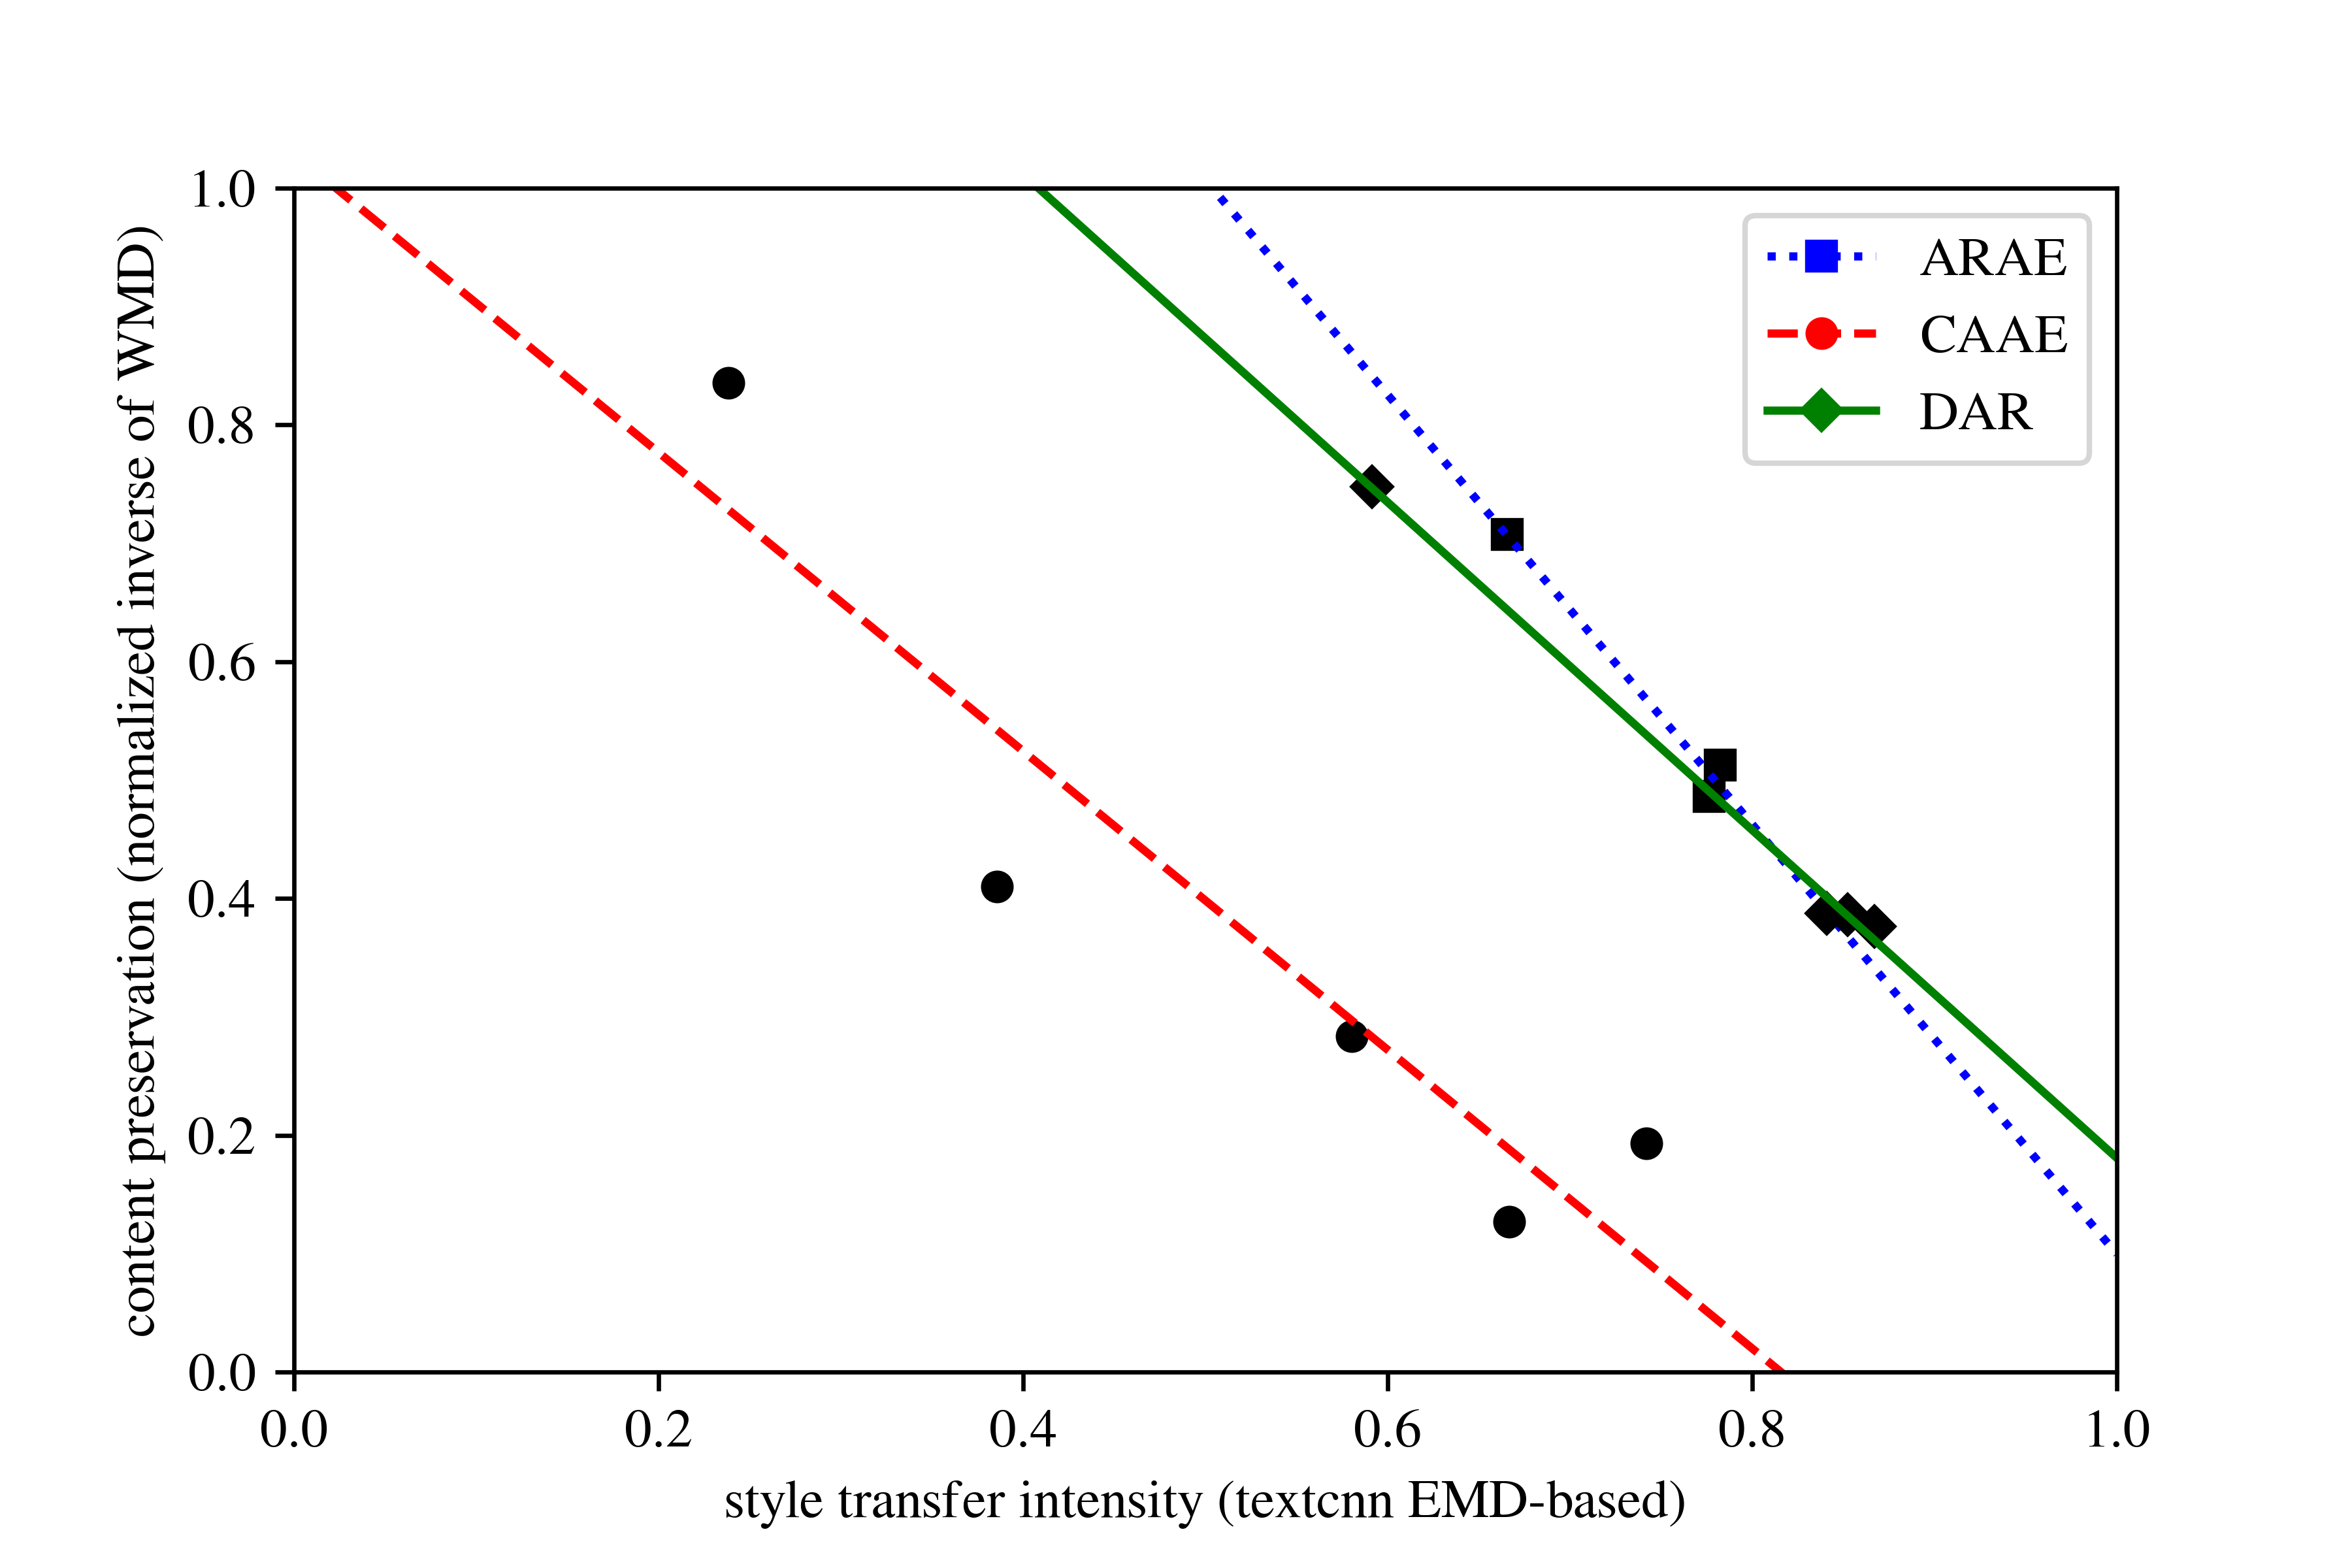 content preservation (normalized inverse of WMD)
1.0
0.8
0.6
0.4
0.2
0.0
ARAE
CAAE
DAR
0.0 0.2 0.4 0.6 0.8 1.0
style transfer intensity (textcnn EMD-based)